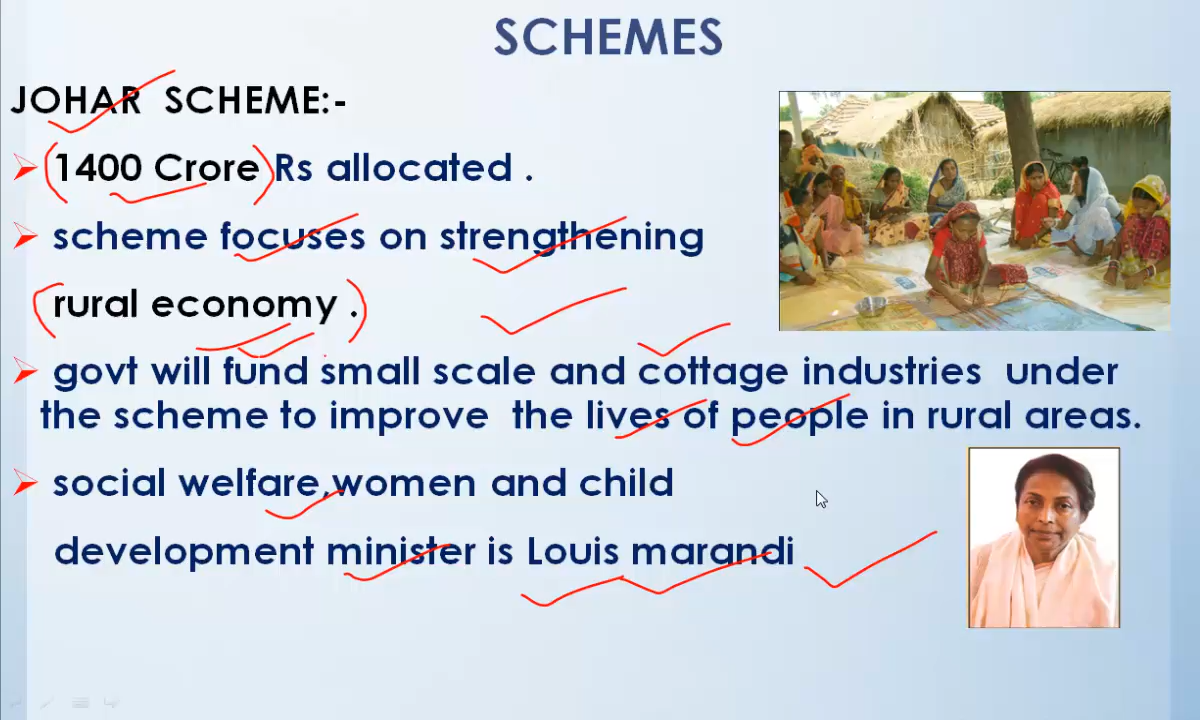 SCHEMES
JOHAR SCHEME:-
1400 Crore Rs allocated .
scheme focuses on strengthening
rural economy .
govt will fund small scale and cottage industries under
the scheme to improve the lives of people in rural areas.
social welfare,women and child
development minister is Louis marandi